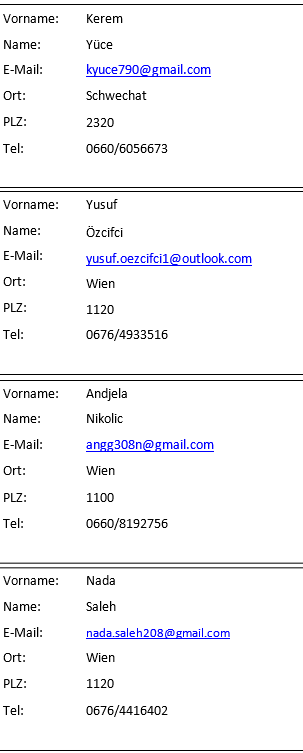 Vorname: Kerem
Name: Yüce
E-Mail: kyuce790@gmail.com
Ort: Schwechat
PLZ: 2320
Tel: 0660/6056673
Vorname: Yusuf
Name: Özcifci
E-Mail: yusuf.oezcifci1@outlook.com
Ort: Wien
PLZ: 1120
Tel: 0676/4933516
Vorname: Andjela
Name: Nikolic
E-Mail: angg308n@gmail.com
Ort: Wien
PLZ: 1100
Tel: 0660/8192756
Vorname: Nada
Name: Saleh
E-Mail: nada.saleh208@gmail.com
Ort: Wien
PLZ: 1120
Tel: 0676/4416402